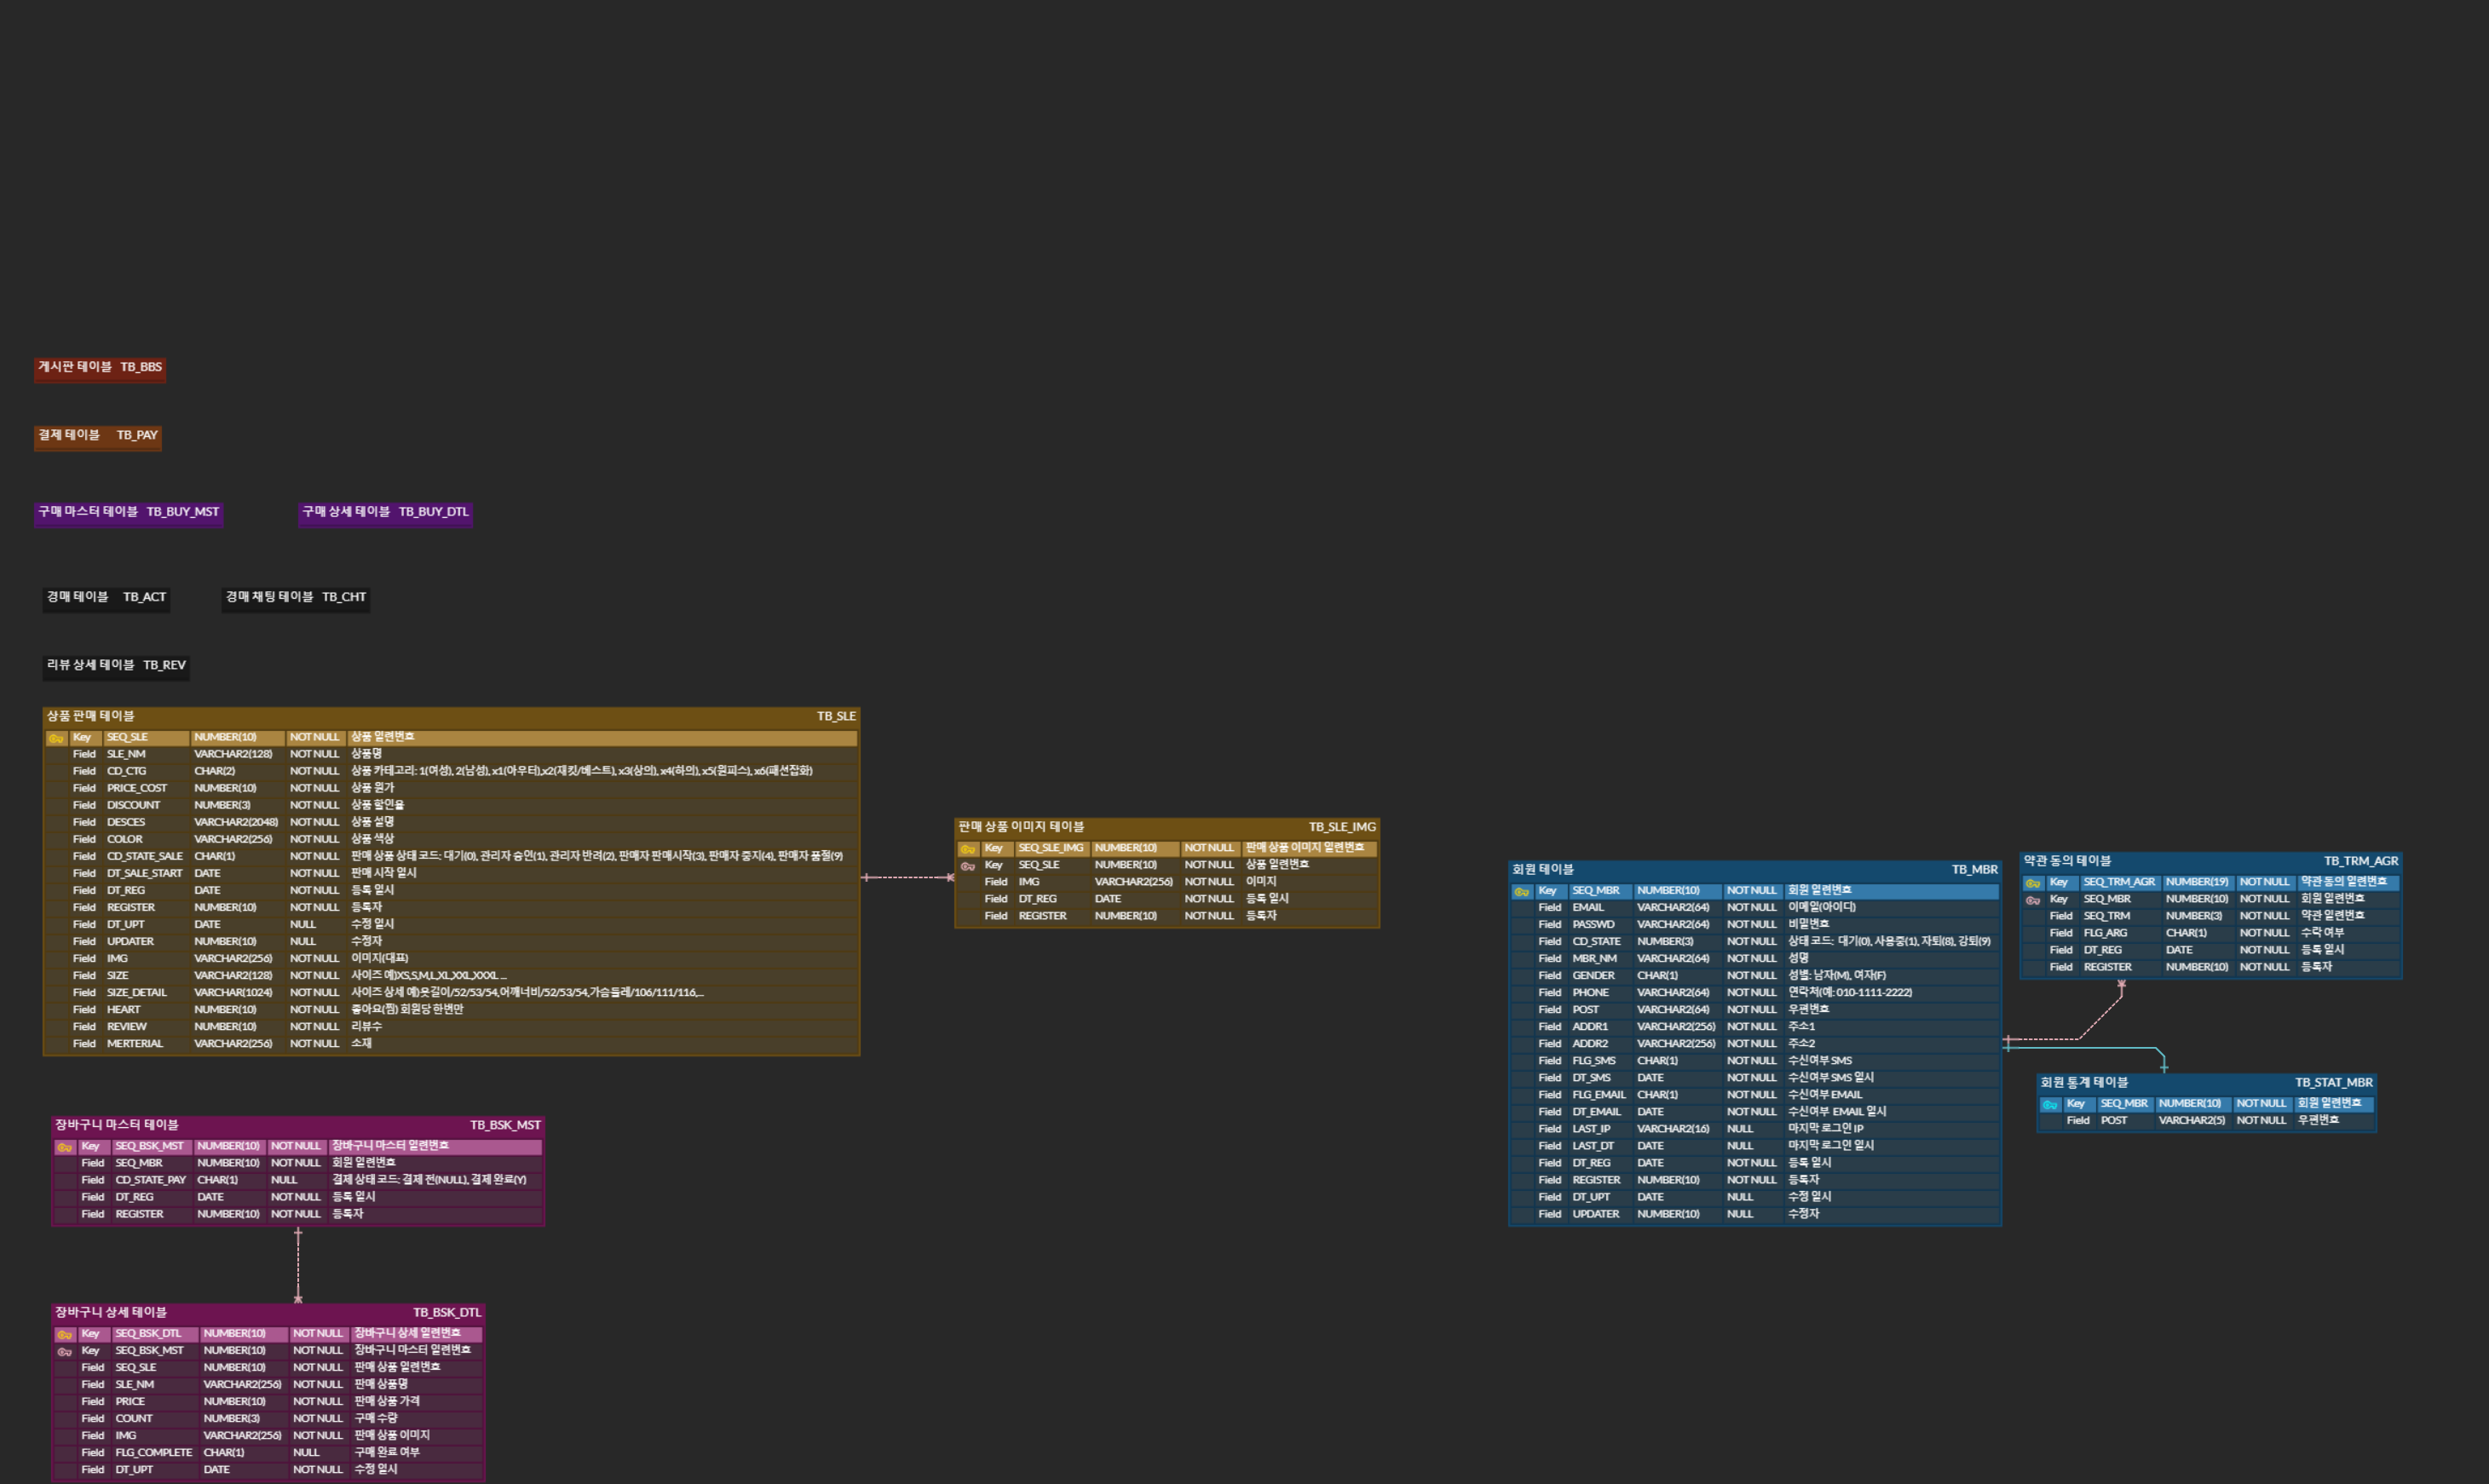 게시판 테이블 TB_BBS
결제 테이블 TB_PAY
구매 마스터 테이블 TB_BUY_MST
구매 상세 테이블 TB_BUY_DTL
경매 테이블 TB_ACT
경매 채팅 테이블 TB_CHT
리뷰 상세 테이블 TB_REV
상품 판매 테이블 TB_SLE
Key SEQ_SLE NUMBER(10) NOT NULL 상품 일련번호
Field SLE_NM VARCHAR2(128) NOT NULL 상품명
Field CD_CTG CHAR(2) NOT NULL 상품 카테고리: 1(여성), 2(남성), x1(아우터),x2(재킷/베스트), x3(상의), x4(하의), x5(원피스), x6(패션잡화)
Field PRICE_COST NUMBER(10) NOT NULL 상품 원가
Field DISCOUNT NUMBER(3) NOT NULL 상품 할인율
Field DESCES VARCHAR2(2048) NOT NULL 상품 설명
Field COLOR VARCHAR2(256) NOT NULL 상품 색상
Field CD_STATE_SALE CHAR(1) NOT NULL 판매 상품 상태 코드: 대기(0), 관리자 승인(1), 관리자 반려(2), 판매자 판매시작(3), 판매자 중지(4), 판매자 품절(9)
Field DT_SALE_START DATE NOT NULL 판매 시작 일시
Field DT_REG DATE NOT NULL 등록 일시
Field REGISTER NUMBER(10) NOT NULL 등록자
Field DT_UPT DATE NULL 수정 일시
Field UPDATER NUMBER(10) NULL 수정자
Field IMG VARCHAR2(256) NOT NULL 이미지(대표)
Field SIZE VARCHAR2(128) NOT NULL 사이즈 예)XS,S,M,L,XL,XXL,XXXL ...
Field SIZE_DETAIL VARCHAR(1024) NOT NULL 사이즈 상세 예)옷길이/52/53/54,어깨너비/52/53/54,가슴둘레/106/111/116,...
Field HEART NUMBER(10) NOT NULL 좋아요(찜) 회원당 한번만
Field REVIEW NUMBER(10) NOT NULL 리뷰수
Field MERTERIAL VARCHAR2(256) NOT NULL 소재
판매 상품 이미지 테이블 TB_SLE_IMG
Key SEQ_SLE_IMG NUMBER(10) NOT NULL 판매 상품 이미지 일련번호
Key SEQ_SLE NUMBER(10) NOT NULL 상품 일련번호
Field IMG VARCHAR2(256) NOT NULL 이미지
Field DT_REG DATE NOT NULL 등록 일시
Field REGISTER NUMBER(10) NOT NULL 등록자
회원 테이블 TB_MBR
Key SEQ_MBR NUMBER(10) NOT NULL 회원 일련번호
Field EMAIL VARCHAR2(64) NOT NULL 이메일(아이디)
Field PASSWD VARCHAR2(64) NOT NULL 비밀번호
Field CD_STATE NUMBER(3) NOT NULL 상태 코드: 대기(0), 사용중(1), 자퇴(8), 강퇴(9)
Field MBR_NM VARCHAR2(64) NOT NULL 성명
Field GENDER CHAR(1) NOT NULL 성별: 남자(M), 여자(F)
Field PHONE VARCHAR2(64) NOT NULL 연락처(예: 010-1111-2222)
Field POST VARCHAR2(64) NOT NULL 우편번호
Field ADDR1 VARCHAR2(256) NOT NULL 주소1
Field ADDR2 VARCHAR2(256) NOT NULL 주소2
Field FLG_SMS CHAR(1) NOT NULL 수신여부 SMS
Field DT_SMS DATE NOT NULL 수신여부 SMS 일시
Field FLG_EMAIL CHAR(1) NOT NULL 수신여부 EMAIL
Field DT_EMAIL DATE NOT NULL 수신여부 EMAIL 일시
Field LAST_IP VARCHAR2(16) NULL 마지막 로그인 IP
Field LAST_DT DATE NULL 마지막 로그인 일시
Field DT_REG DATE NOT NULL 등록 일시
Field REGISTER NUMBER(10) NOT NULL 등록자
Field DT_UPT DATE NULL 수정 일시
Field UPDATER NUMBER(10) NULL 수정자
약관 동의 테이블 TB_TRM_AGR
Key SEQ_TRM_AGR NUMBER(19) NOT NULL 약관 동의 일련번호
Key SEQ_MBR NUMBER(10) NOT NULL 회원 일련번호
Field SEQ_TRM NUMBER(3) NOT NULL 약관 일련번호
Field FLG_ARG CHAR(1) NOT NULL 수락 여부
Field DT_REG DATE NOT NULL 등록 일시
Field REGISTER NUMBER(10) NOT NULL 등록자
회원 통계 테이블 TB_STAT_MBR
Key SEQ_MBR NUMBER(10) NOT NULL 회원 일련번호
Field POST VARCHAR2(5) NOT NULL 우편번호
장바구니 마스터 테이블 TB_BSK_MST
Key SEQ_BSK_MST NUMBER(10) NOT NULL 장바구니 마스터 일련번호
Field SEQ_MBR NUMBER(10) NOT NULL 회원 일련번호
Field CD_STATE_PAY CHAR(1) NULL 결제 상태 코드: 결제 전(NULL), 결제 완료(Y)
Field DT_REG DATE NOT NULL 등록 일시
Field REGISTER NUMBER(10) NOT NULL 등록자
장바구니 상세 테이블 TB_BSK_DTL
Key SEQ_BSK_DTL NUMBER(10) NOT NULL 장바구니 상세 일련번호
Key SEQ_BSK_MST NUMBER(10) NOT NULL 장바구니 마스터 일련번호
Field SEQ_SLE NUMBER(10) NOT NULL 판매 상품 일련번호
Field SLE_NM VARCHAR2(256) NOT NULL 판매 상품명
Field PRICE NUMBER(10) NOT NULL 판매 상품 가격
Field COUNT NUMBER(3) NOT NULL 구매 수량
Field IMG VARCHAR2(256) NOT NULL 판매 상품 이미지
Field FLG_COMPLETE CHAR(1) NULL 구매 완료 여부
Field DT_UPT DATE NOT NULL 수정 일시